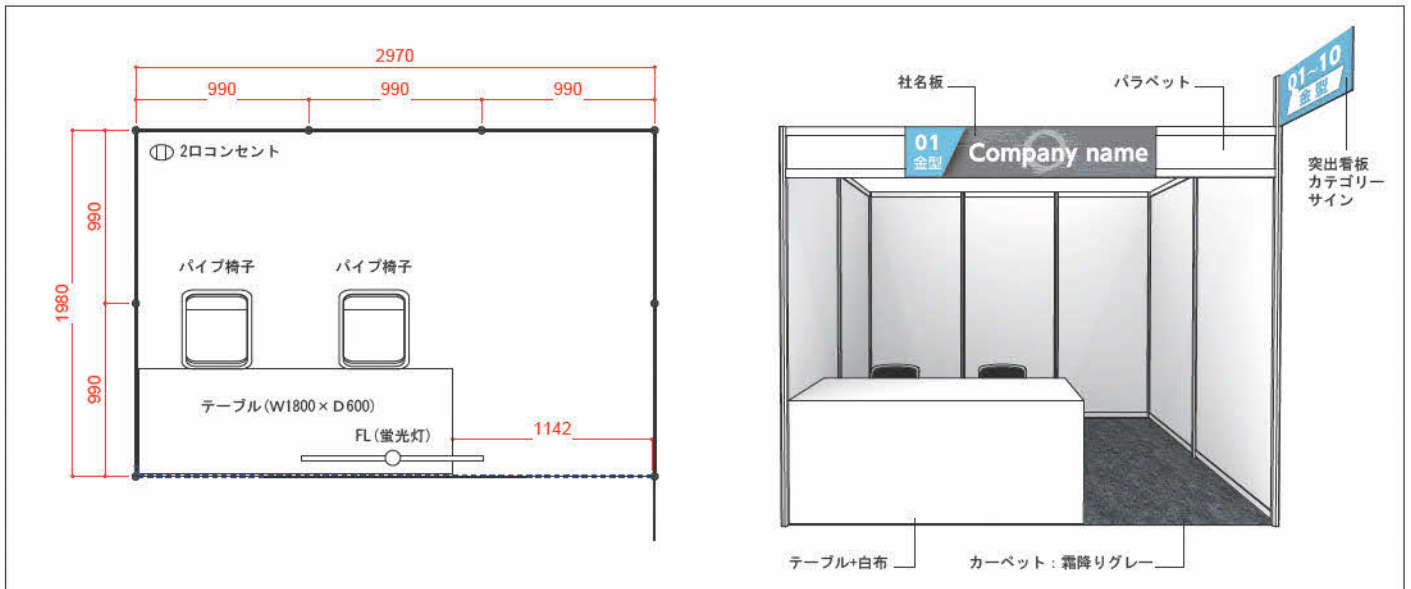 2970
990
990
990
2口コンセント
990
1980
990
パイプ椅子
パイプ椅子
テーブル(W1800×D600)
FL(蛍光灯)
1142
社名板
パラペット
01~10
金型
01
金型
Company name
突出看板
カテゴリー
サイン
テーブル+白布
カーペット：霜降りグレー